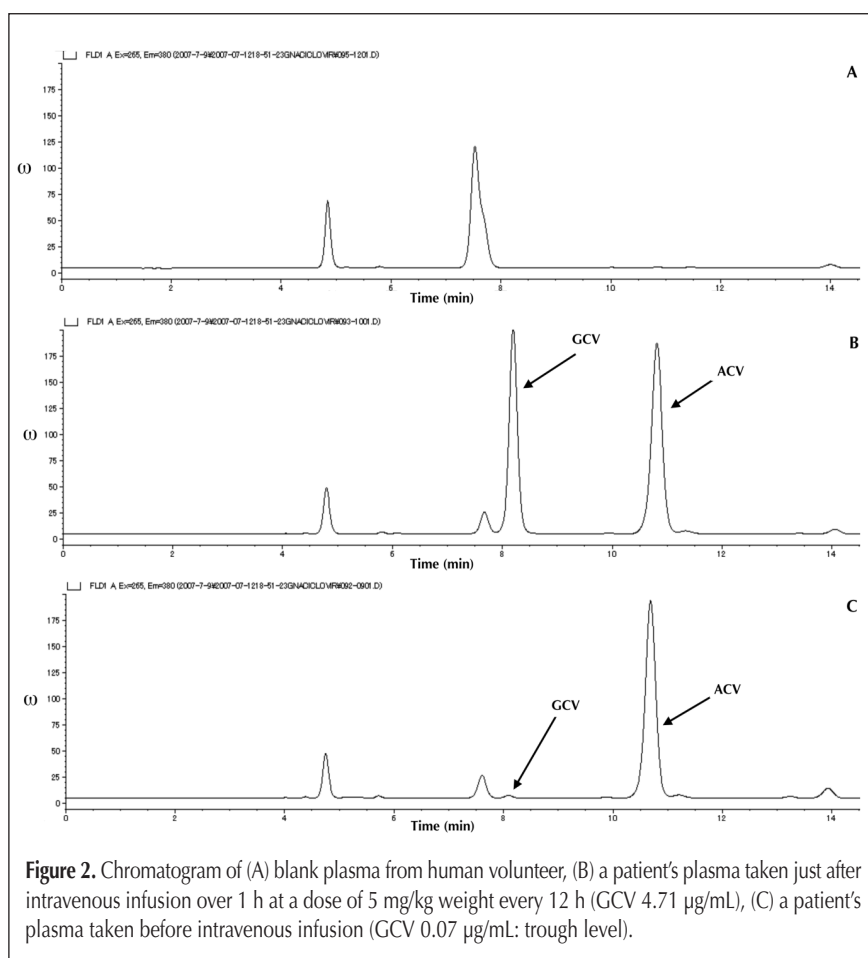 FLD1 A, Ex=265, Em=380 (2007-7-9¥2007-07-1218-51-23GNADICLOVIR¥095-1201.D)
A
175
150
125
100
75
50
25
0
ω
0 2 4 6 8 10 12 14
Time (min)
FLD1 A, Ex=265, Em=380 (2007-7-9¥2007-07-1218-51-23GNADICLOVIR¥093-1001.D)
B
GCV
ACV
175
150
125
100
75
50
25
0
ω
0 2 4 6 8 10 12 14
Time (min)
FLD1 A, Ex=265, Em=380 (2007-7-9¥2007-07-1218-51-23GNADICLOVIR¥092-0901.D)
C
GCV
ACV
175
150
125
100
75
50
25
0
ω
0 2 4 6 8 10 12 14
Time (min)
Figure 2. Chromatogram of (A) blank plasma from human volunteer, (B) a patient's plasma taken just after
intravenous infusion over 1 h at a dose of 5 mg/kg weight every 12 h (GCV 4.71 µg/mL), (C) a patient's
plasma taken before intravenous infusion (GCV 0.07 µg/mL: trough level).